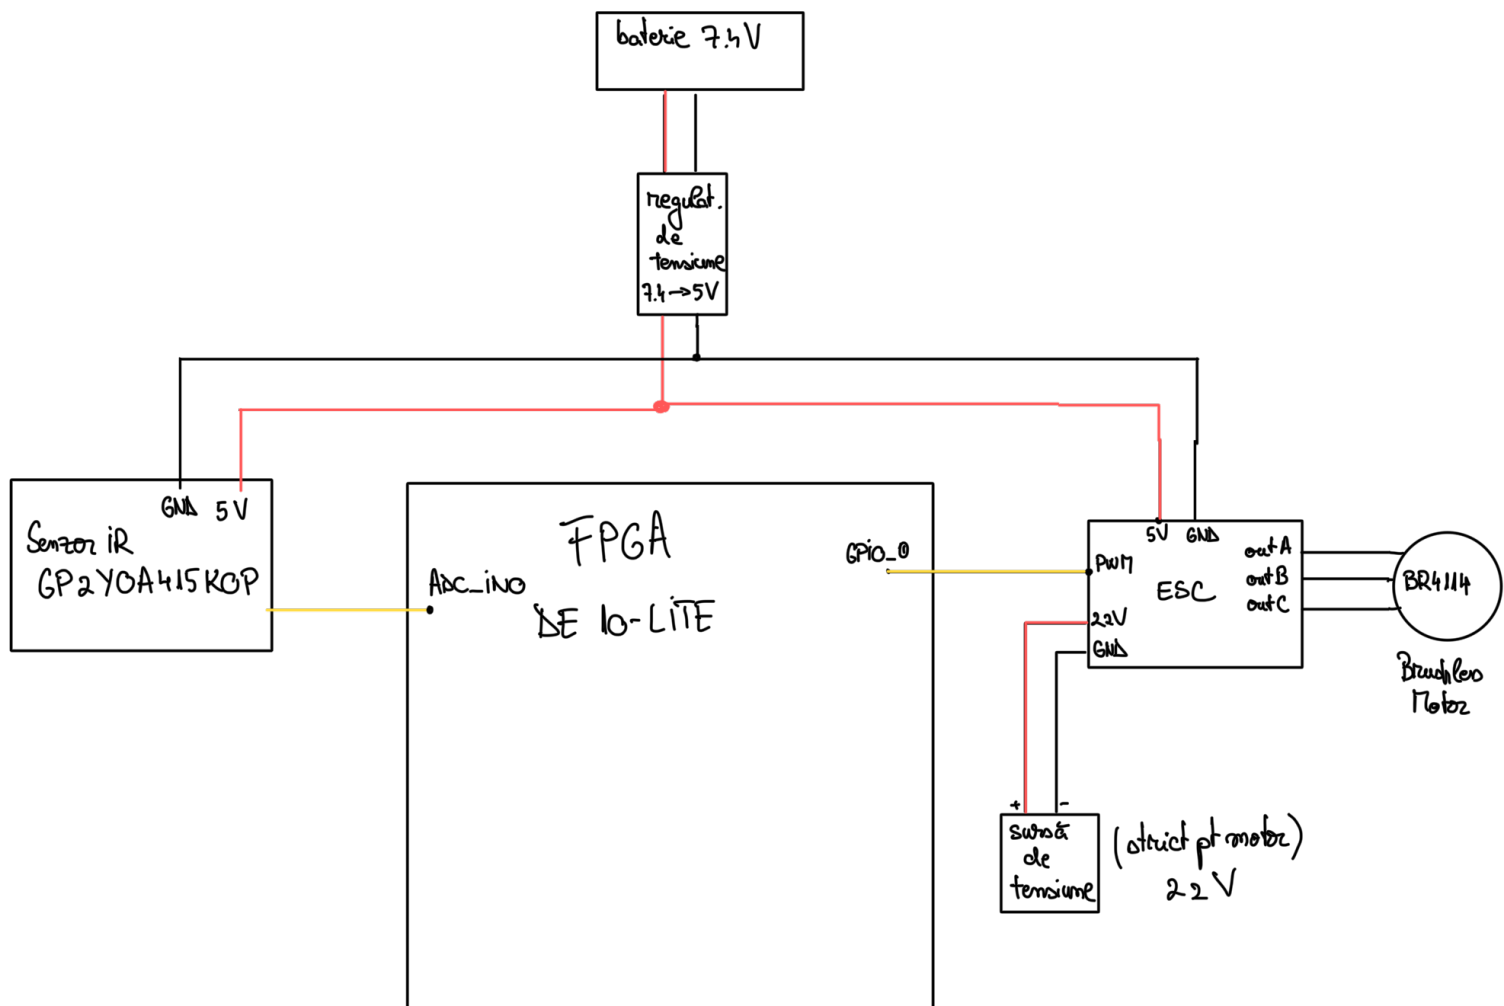 baterie 7.4V
regulat.
de
tensiune
7.4→5V
GND 5V
Senzor iR
GP2Y0A415K0P
FPGA
DE 10-LiTE
ADC_iN0
GPiO_0
5V GND
PWM
ESC
22V
GND
out A
out B
out C
BR4114
Brushless
Motor
+ -
sursă
de
tensiune
(strict pt motor)
22V